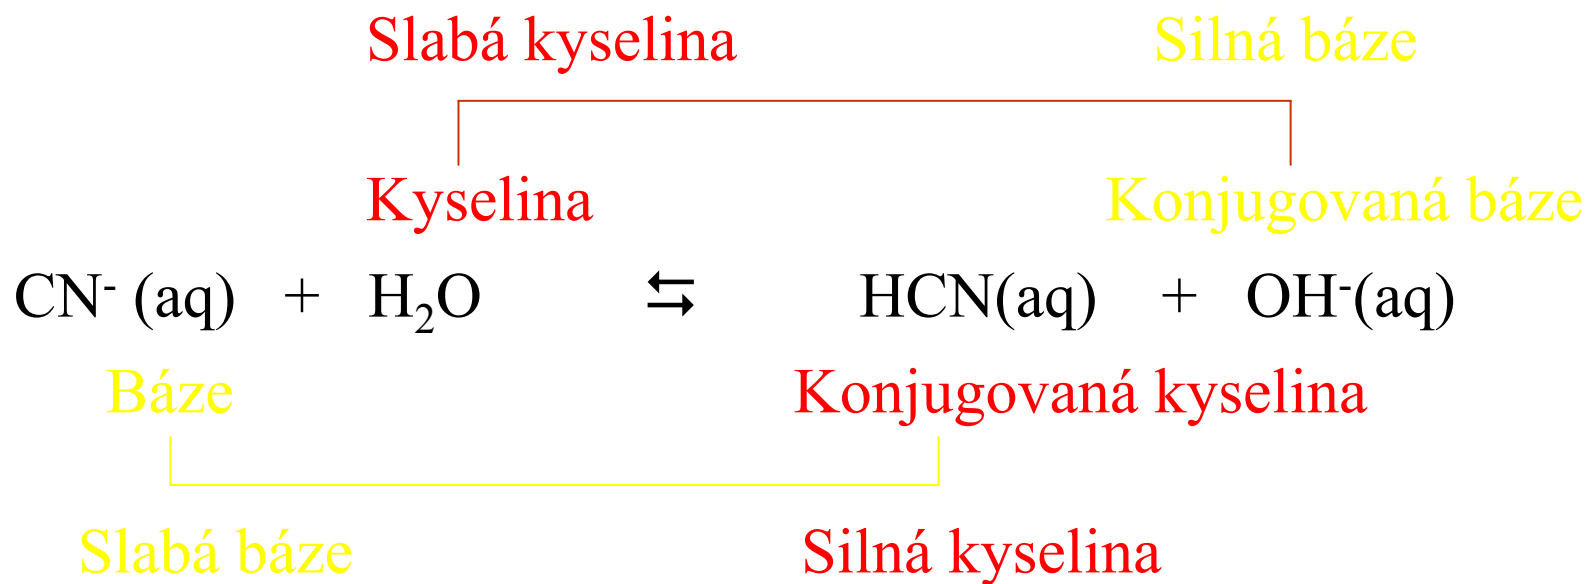 Slabá kyselina Silná báze
Kyselina Konjugovaná báze
CN⁻ (aq) + H₂O ⇆ HCN(aq) + OH⁻(aq)
Báze Konjugovaná kyselina
Slabá báze Silná kyselina